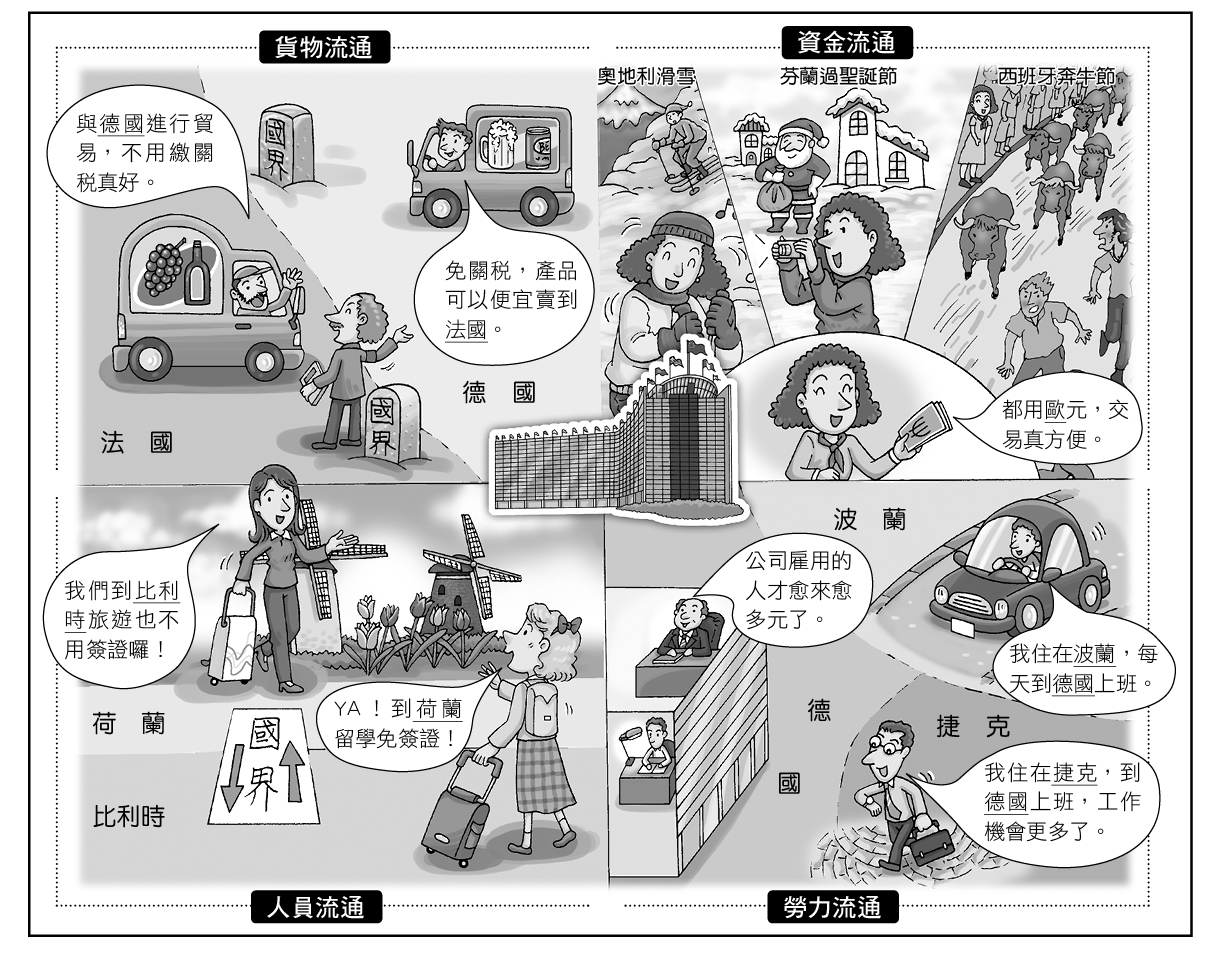 貨物流通
與德國進行貿
易，不用繳關
稅真好。
國界
免關稅，產品
可以便宜賣到
法國。
德國
法國
國界
資金流通
奧地利滑雪
芬蘭過聖誕節
西班牙奔牛節
都用歐元，交
易真方便。
我們到比利
時旅遊也不
用簽證囉！
荷蘭
國界
YA！到荷蘭
留學免簽證！
比利時
人員流通
波蘭
公司雇用的
人才愈來愈
多元了。
我住在波蘭，每
天到德國上班。
德
國
捷克
我住在捷克，到
德國上班，工作
機會更多了。
勞力流通